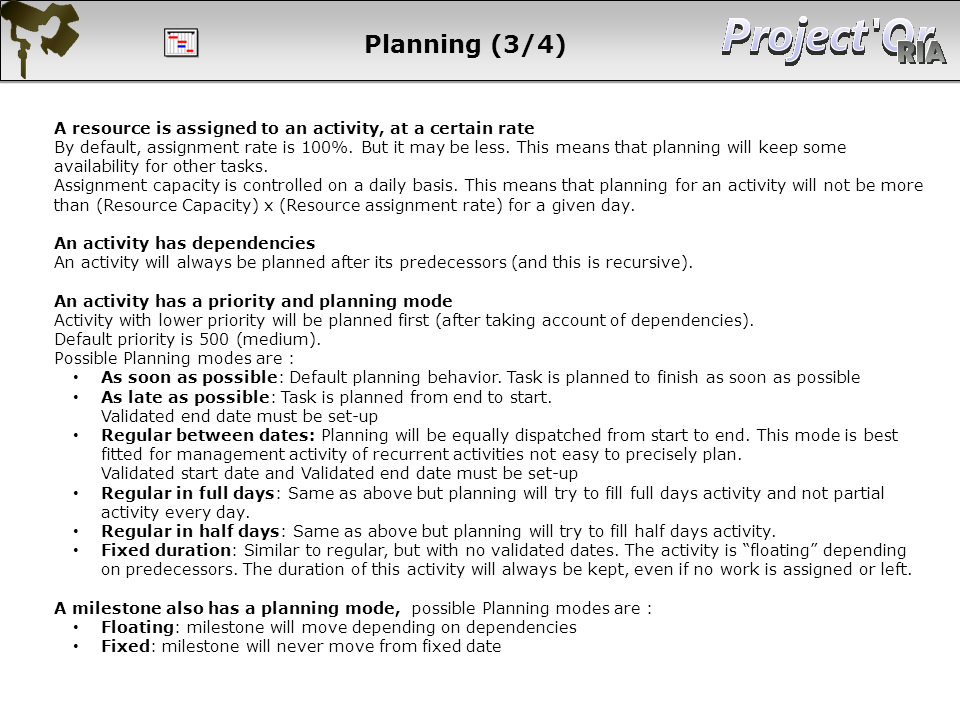 Planning (3/4)
Project'Or
RIA
A resource is assigned to an activity, at a certain rate
By default, assignment rate is 100%. But it may be less. This means that planning will keep some
availability for other tasks.
Assignment capacity is controlled on a daily basis. This means that planning for an activity will not be more
than (Resource Capacity) x (Resource assignment rate) for a given day.
An activity has dependencies
An activity will always be planned after its predecessors (and this is recursive).
An activity has a priority and planning mode
Activity with lower priority will be planned first (after taking account of dependencies).
Default priority is 500 (medium).
Possible Planning modes are :
• As soon as possible: Default planning behavior. Task is planned to finish as soon as possible
• As late as possible: Task is planned from end to start.
Validated end date must be set-up
• Regular between dates: Planning will be equally dispatched from start to end. This mode is best
fitted for management activity of recurrent activities not easy to precisely plan.
Validated start date and Validated end date must be set-up
• Regular in full days: Same as above but planning will try to fill full days activity and not partial
activity every day.
• Regular in half days: Same as above but planning will try to fill half days activity.
• Fixed duration: Similar to regular, but with no validated dates. The activity is “floating” depending
on predecessors. The duration of this activity will always be kept, even if no work is assigned or left.
A milestone also has a planning mode, possible Planning modes are :
• Floating: milestone will move depending on dependencies
• Fixed: milestone will never move from fixed date